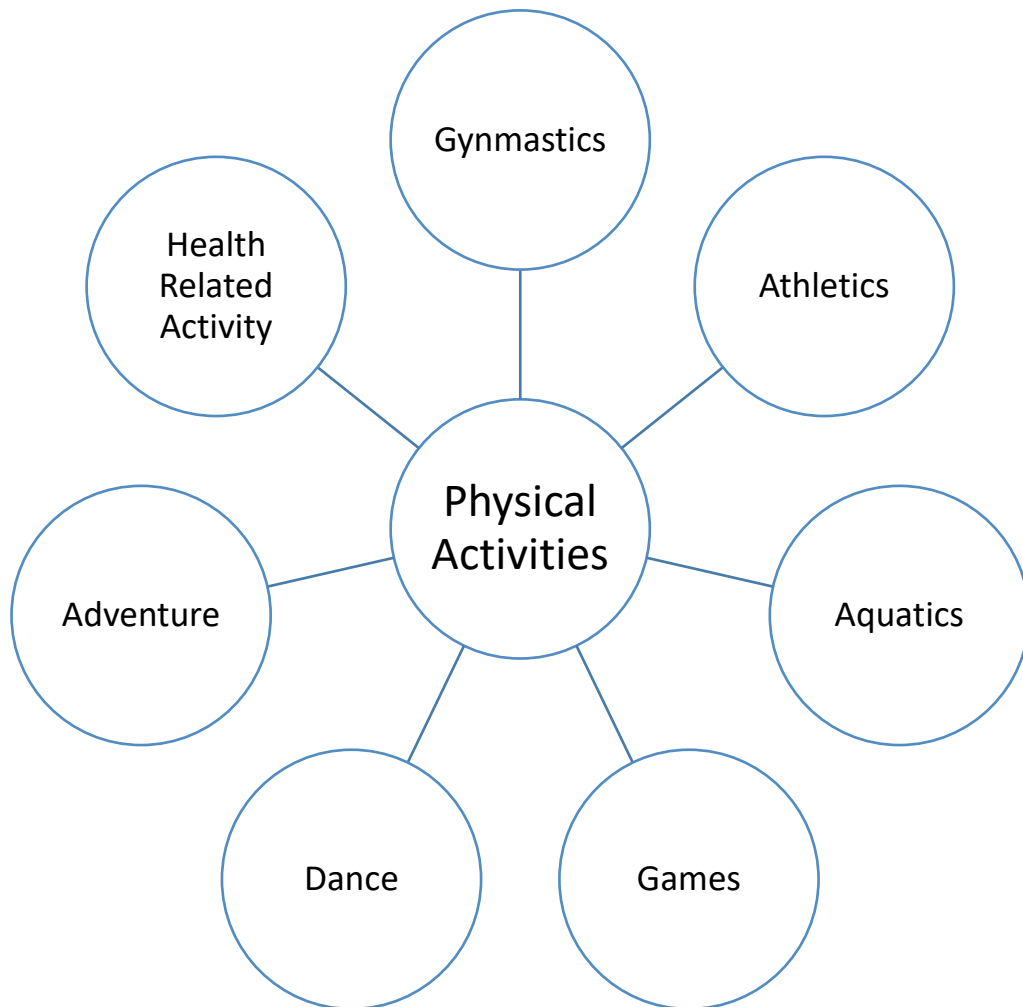 Gynmastics
Health
Related
Activity
Athletics
Physical
Activities
Adventure
Aquatics
Dance
Games